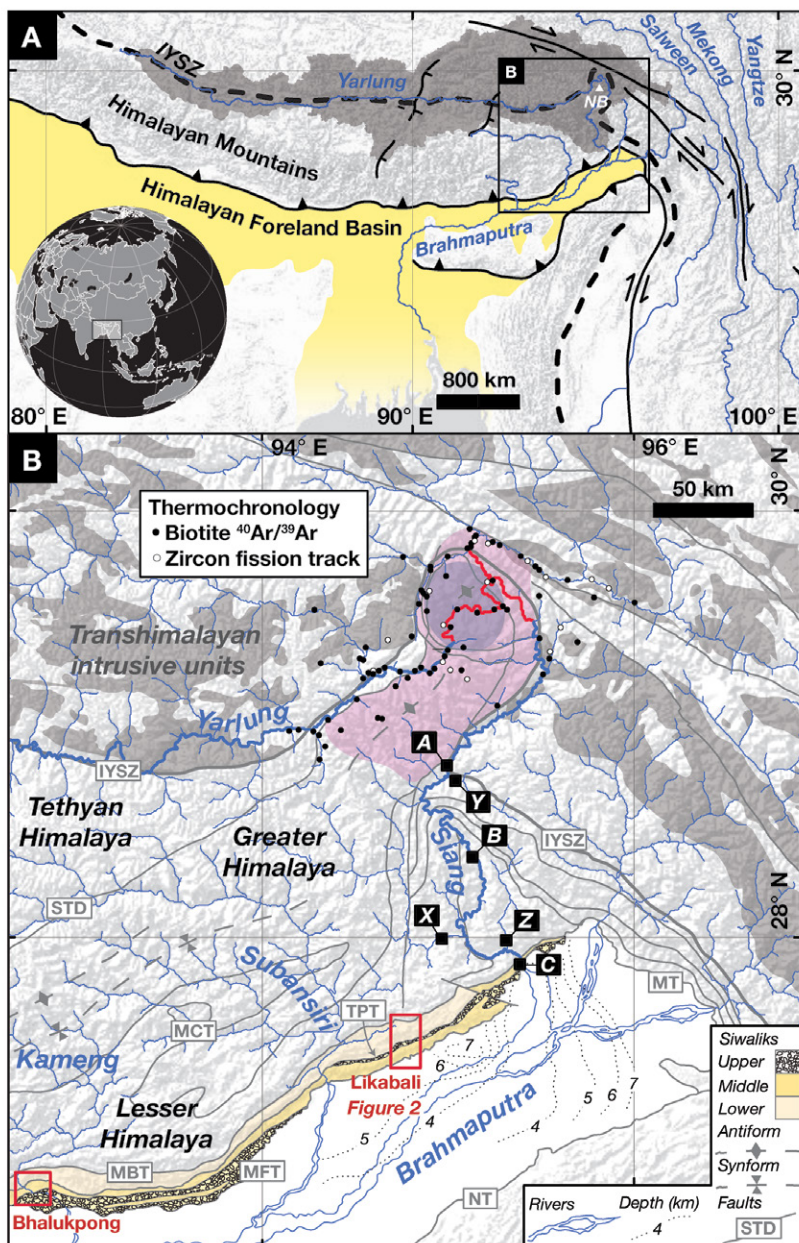 A
IYSZ
Yarlung
B
NB
Salween
Mekong
Yangtze
30° N
Himalayan Mountains
Himalayan Foreland Basin
Brahmaputra
800 km
80° E
90° E
100° E
B
94° E
96° E
50 km
30° N
Thermochronology
Biotite ⁴⁰Ar/³⁹Ar
Zircon fission track
Transhimalayan
intrusive units
Yarlung
IYSZ
A
Y
Tethyan
Himalaya
Greater
Himalaya
B
Siang
IYSZ
STD
28° N
X
Z
C
Subansiri
MCT
TPT
MT
Kameng
7
6
Likabali
Figure 2
5
4
7
6
5
4
Lesser
Himalaya
Brahmaputra
MBT
MFT
NT
Bhalukpong
Siwaliks
Upper
Middle
Lower
Antiform
Synform
Faults
STD
Rivers
Depth (km)
4